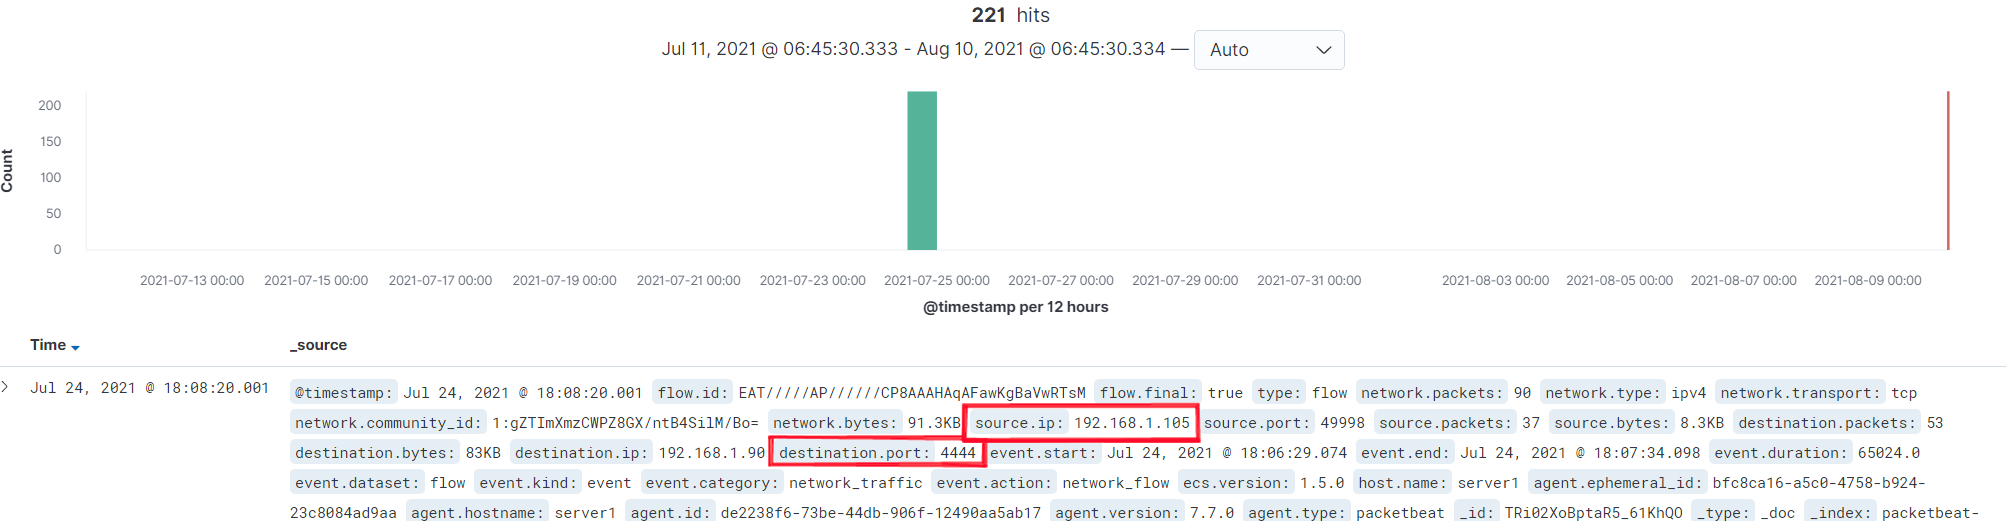 221 hits
Jul 11, 2021 @ 06:45:30.333 - Aug 10, 2021 @ 06:45:30.334 — Auto
200
150
100
50
0
Count
2021-07-13 00:00 2021-07-15 00:00 2021-07-17 00:00 2021-07-19 00:00 2021-07-21 00:00 2021-07-23 00:00 2021-07-25 00:00 2021-07-27 00:00 2021-07-29 00:00 2021-07-31 00:00 2021-08-03 00:00 2021-08-05 00:00 2021-08-07 00:00 2021-08-09 00:00
@timestamp per 12 hours
Time _source
Jul 24, 2021 @ 18:08:20.001 @timestamp: Jul 24, 2021 @ 18:08:20.001 flow.id: EAT/////AP//////CP8AAAHAqAFawKgBaVwRTsM flow.final: true type: flow network.packets: 90 network.type: ipv4 network.transport: tcp
network.community_id: 1:gZTImXmzCWPZ8GX/ntB4SilM/Bo= network.bytes: 91.3KB source.ip: 192.168.1.105 source.port: 49998 source.packets: 37 source.bytes: 8.3KB destination.packets: 53
destination.bytes: 83KB destination.ip: 192.168.1.90 destination.port: 4444 event.start: Jul 24, 2021 @ 18:06:29.074 event.end: Jul 24, 2021 @ 18:07:34.098 event.duration: 65024.0
event.dataset: flow event.kind: event event.category: network_traffic event.action: network_flow ecs.version: 1.5.0 host.name: server1 agent.ephemeral_id: bfc8ca16-a5c0-4758-b924-
23c8084ad9aa agent.hostname: server1 agent.id: de2238f6-73be-44db-906f-12490aa5ab17 agent.version: 7.7.0 agent.type: packetbeat _id: TRi02XoBptaR5_61KhQO _type: _doc _index: packetbeat-